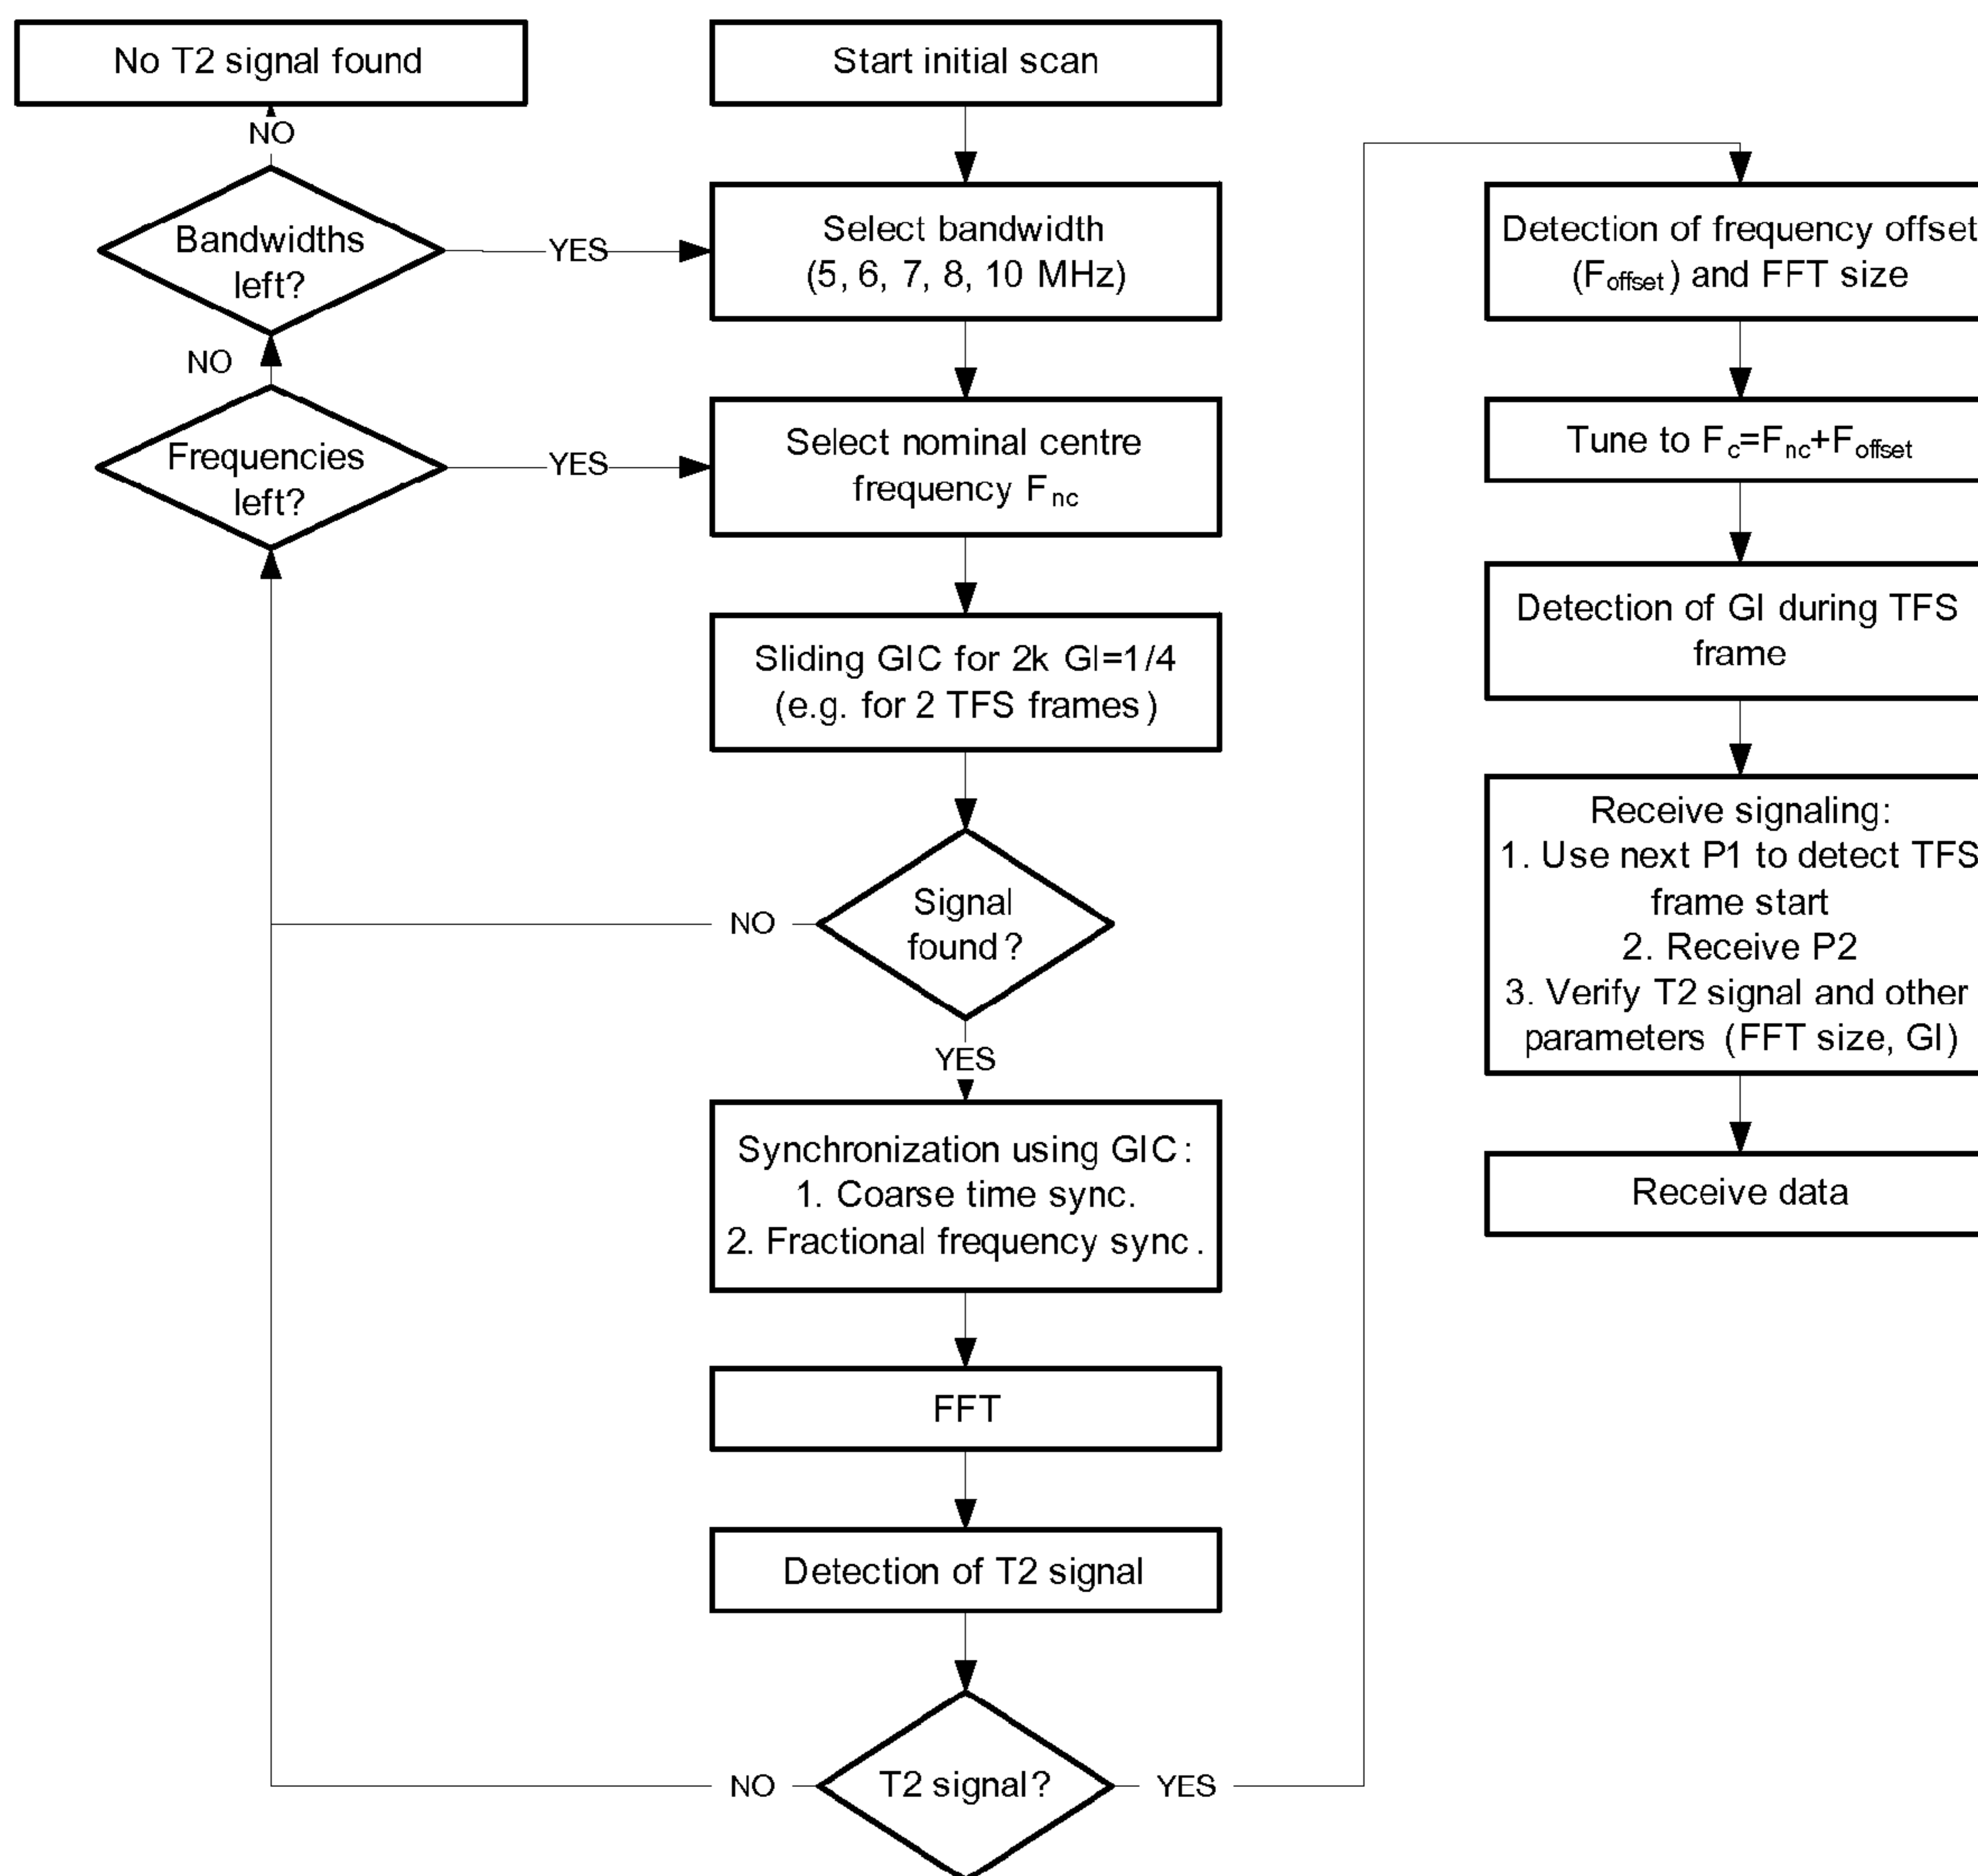 No T2 signal found
NO
Bandwidths
left?
YES
NO
Frequencies
left?
YES
Start initial scan
Select bandwidth
(5, 6, 7, 8, 10 MHz)
Select nominal centre
frequency Fnc
Sliding GIC for 2k GI=1/4
(e.g. for 2 TFS frames)
Signal
found?
NO
YES
Synchronization using GIC:
1. Coarse time sync.
2. Fractional frequency sync.
FFT
Detection of T2 signal
T2 signal?
NO
YES
Detection of frequency offset
(Foffset) and FFT size
Tune to Fc=Fnc+Foffset
Detection of GI during TFS
frame
Receive signaling:
1. Use next P1 to detect TFS
frame start
2. Receive P2
3. Verify T2 signal and other
parameters (FFT size, GI)
Receive data